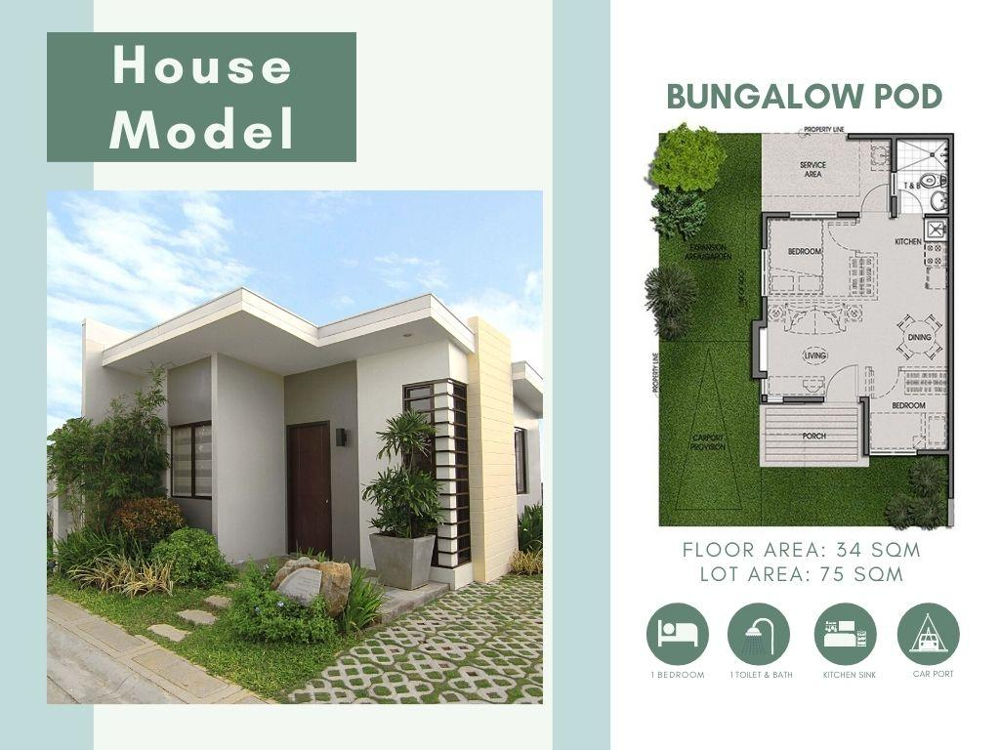 House
Model
BUNGALOW POD
PROPERTY LINE
SERVICE
AREA
T & B
KITCHEN
EXPANSION
AREA/GARDEN
BEDROOM
DINING
LIVING
PROPERTY LINE
BEDROOM
PORCH
CARPORT
PROVISION
FLOOR AREA: 34 SQM
LOT AREA: 75 SQM
1 BEDROOM
1 TOILET & BATH
KITCHEN SINK
CAR PORT